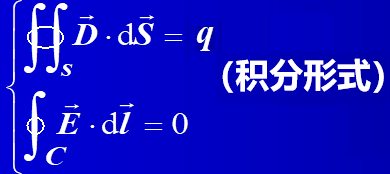 ∯_S D⃗ · dS⃗ = q
(积分形式)
∮_C E⃗ · dl⃗ = 0